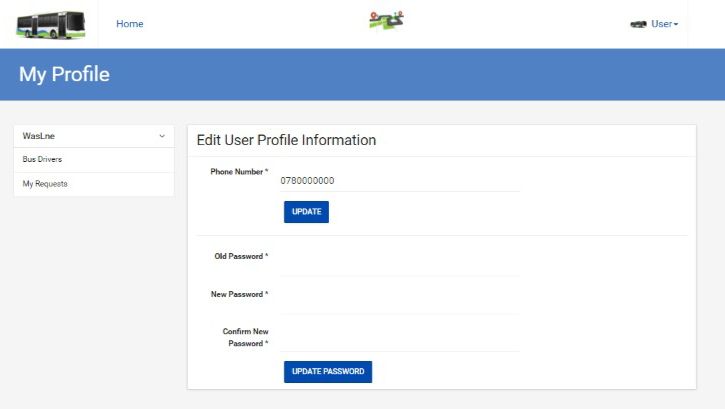 Home
User
My Profile
WasLne
Bus Drivers
My Requests
Edit User Profile Information
Phone Number *
0780000000
UPDATE
Old Password *
New Password *
Confirm New
Password *
UPDATE PASSWORD